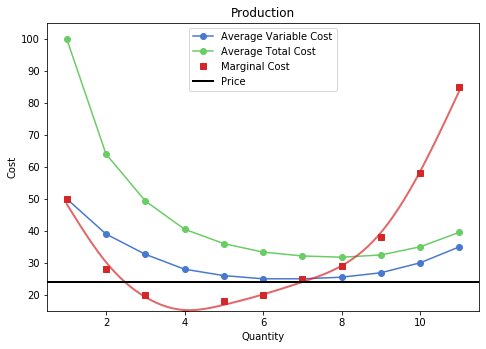 Production
Average Variable Cost
Average Total Cost
Marginal Cost
Price
100
90
80
70
60
50
40
30
20
Cost
2
4
6
8
10
Quantity